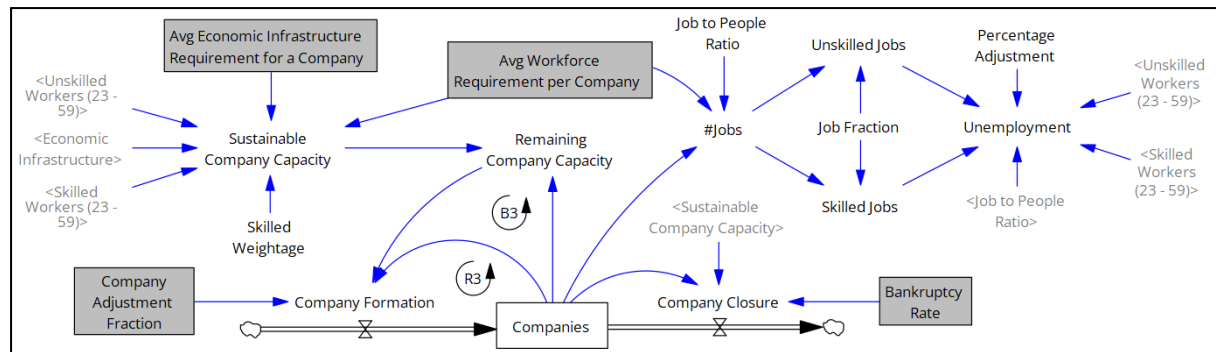 Avg Economic Infrastructure
Requirement for a Company
Avg Workforce
Requirement per Company
Job to People
Ratio
Unskilled Jobs
Percentage
Adjustment
<Unskilled
Workers (23 -
59)>
<Economic
Infrastructure>
<Skilled
Workers (23 -
59)>
Sustainable
Company Capacity
Skilled
Weightage
Remaining
Company Capacity
#Jobs
Job Fraction
Unemployment
<Unskilled
Workers (23 - 59)>
<Skilled
Workers
(23 - 59)>
<Job to People
Ratio>
Skilled Jobs
B3
R3
<Sustainable
Company Capacity>
Company
Adjustment
Fraction
Company Formation
Companies
Company Closure
Bankruptcy
Rate